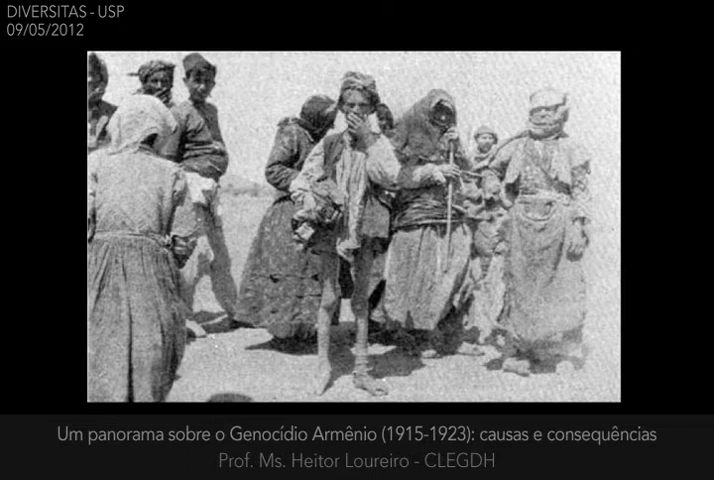 DIVERSITAS - USP
09/05/2012
Um panorama sobre o Genocídio Armênio (1915-1923): causas e consequências
Prof. Ms. Heitor Loureiro - CLEGDH